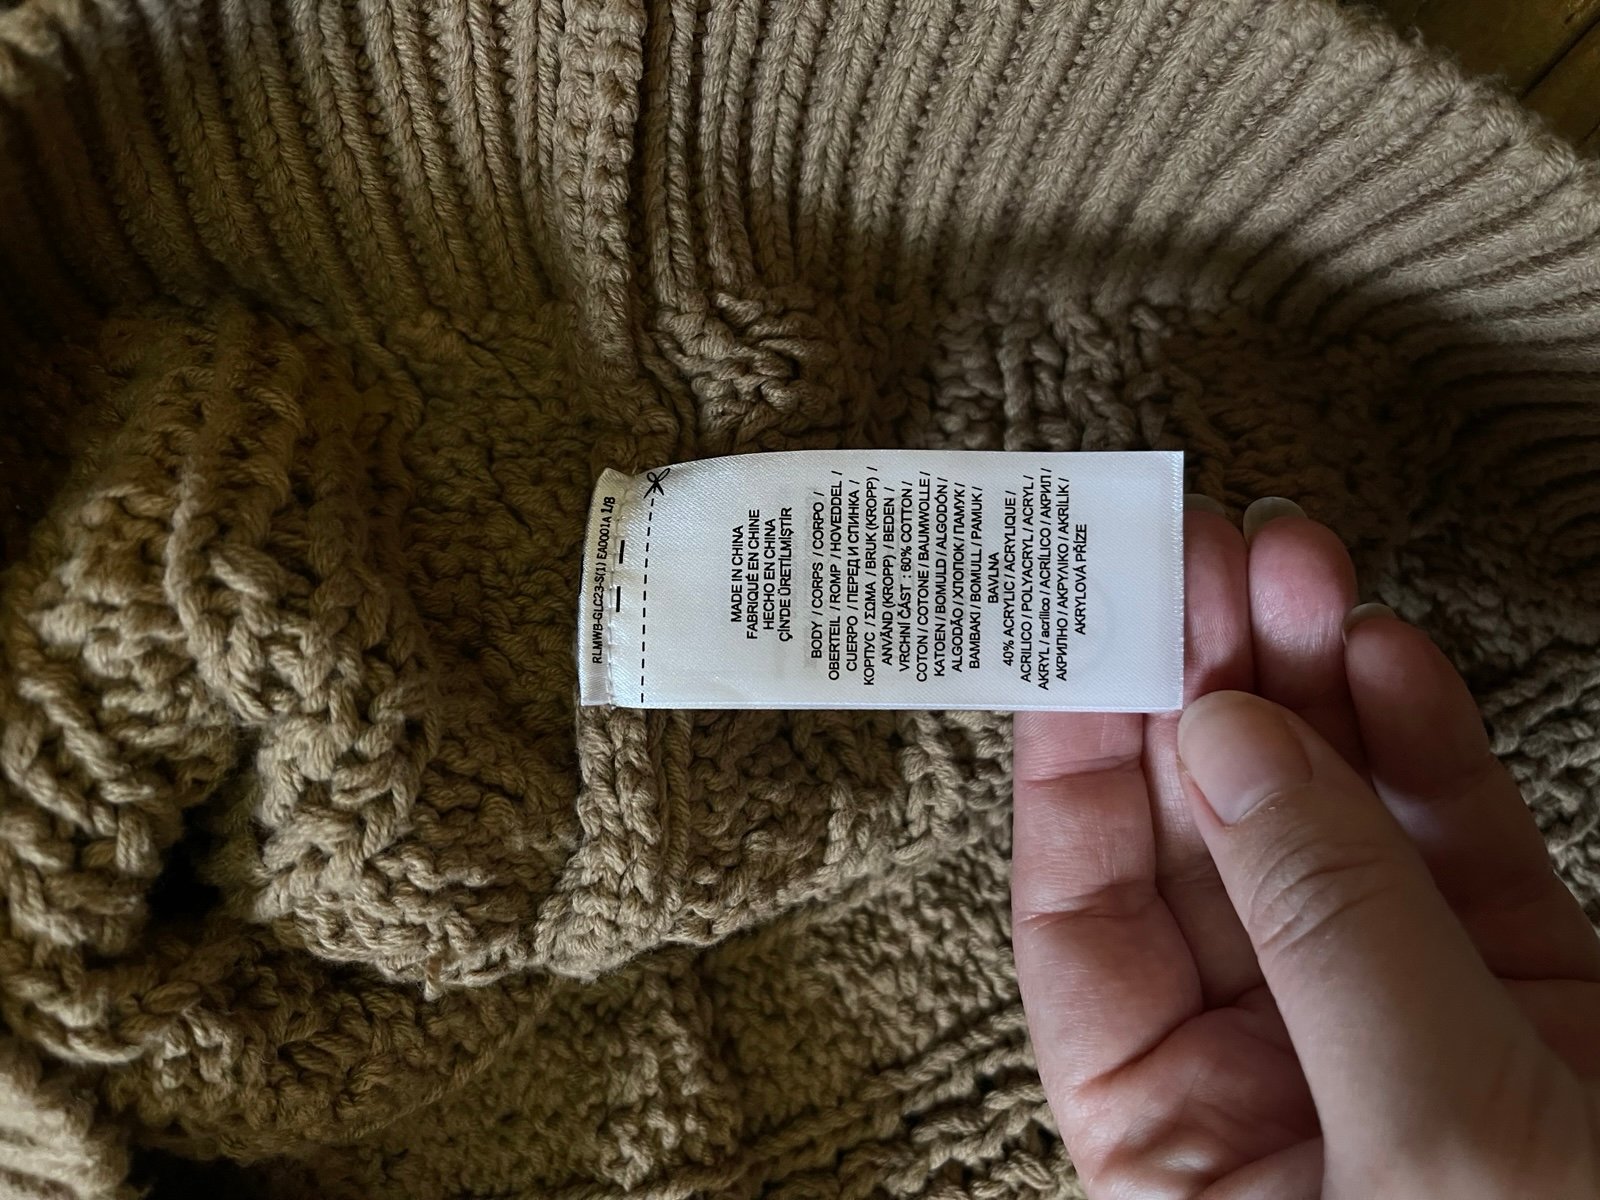 RLMWB-GLC23-S(1) EA0001A 1/8
MADE IN CHINA
FABRIQUÉ EN CHINE
HECHO EN CHINA
ÇİN'DE ÜRETİLMİŞTİR
BODY / CORPS / CORPO /
OBERTEIL / ROMP / HOVEDDEL /
CUERPO / ПЕРЕД И СПИНКА /
КОРПУС / ΣΩΜΑ / BRUK (KROPP) /
ANVÄND (KROPP) / BEDEN /
VRCHNÍ ČÁST : 60% COTTON /
COTON / COTONE / BAUMWOLLE /
KATOEN / BOMULD / ALGODÓN /
ALGODÃO / ХЛОПОК / ПАМУК /
BAMBAKI / BOMULL / PAMUK /
BAVLNA
40% ACRYLIC / ACRYLIQUE /
ACRILICO / POLYACRYL / ACRYL /
AKRYL / acrílico / ACRÍLICO / АКРИЛ /
АКРИЛНО / ΑΚΡΥΛΙΚΟ / AKRİLİK /
AKRYLOVÁ PŘÍZE